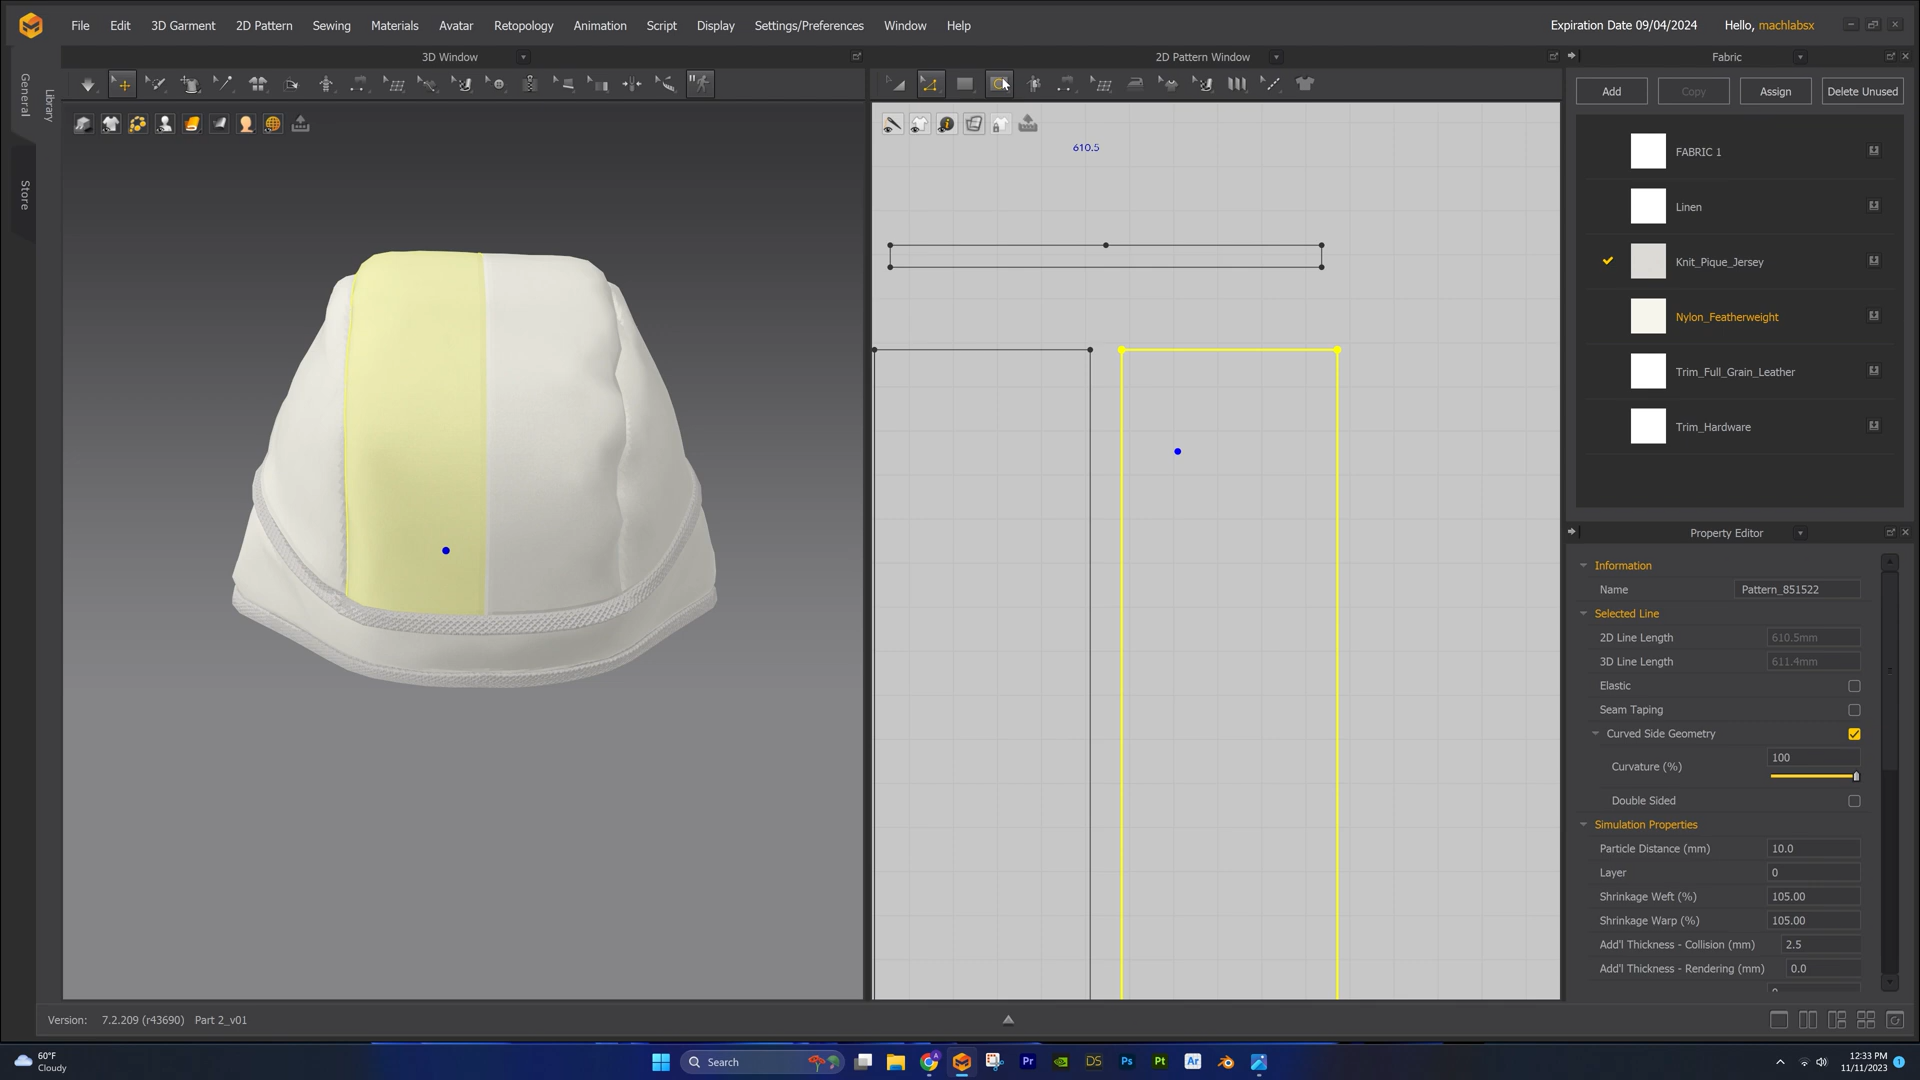 File Edit 3D Garment 2D Pattern Sewing Materials Avatar Retopology Animation Script Display Settings/Preferences Window Help
Expiration Date 09/04/2024 Hello, machlabsx
3D Window
2D Pattern Window
Fabric
General
Library
Store
Add Copy Assign Delete Unused
610.5
FABRIC 1
Linen
Knit_Pique_Jersey
Nylon_Featherweight
Trim_Full_Grain_Leather
Trim_Hardware
Property Editor
Information
Name Pattern_851522
Selected Line
2D Line Length 610.5mm
3D Line Length 611.4mm
Elastic
Seam Taping
Curved Side Geometry
Curvature (%) 100
Double Sided
Simulation Properties
Particle Distance (mm) 10.0
Layer 0
Shrinkage Weft (%) 105.00
Shrinkage Warp (%) 105.00
Add'l Thickness - Collision (mm) 2.5
Add'l Thickness - Rendering (mm) 0.0
Version: 7.2.209 (r43690) Part 2_v01
60°F
Cloudy
Search
Pr
DS
Ps
Pt
Ar
12:33 PM
11/11/2023
1